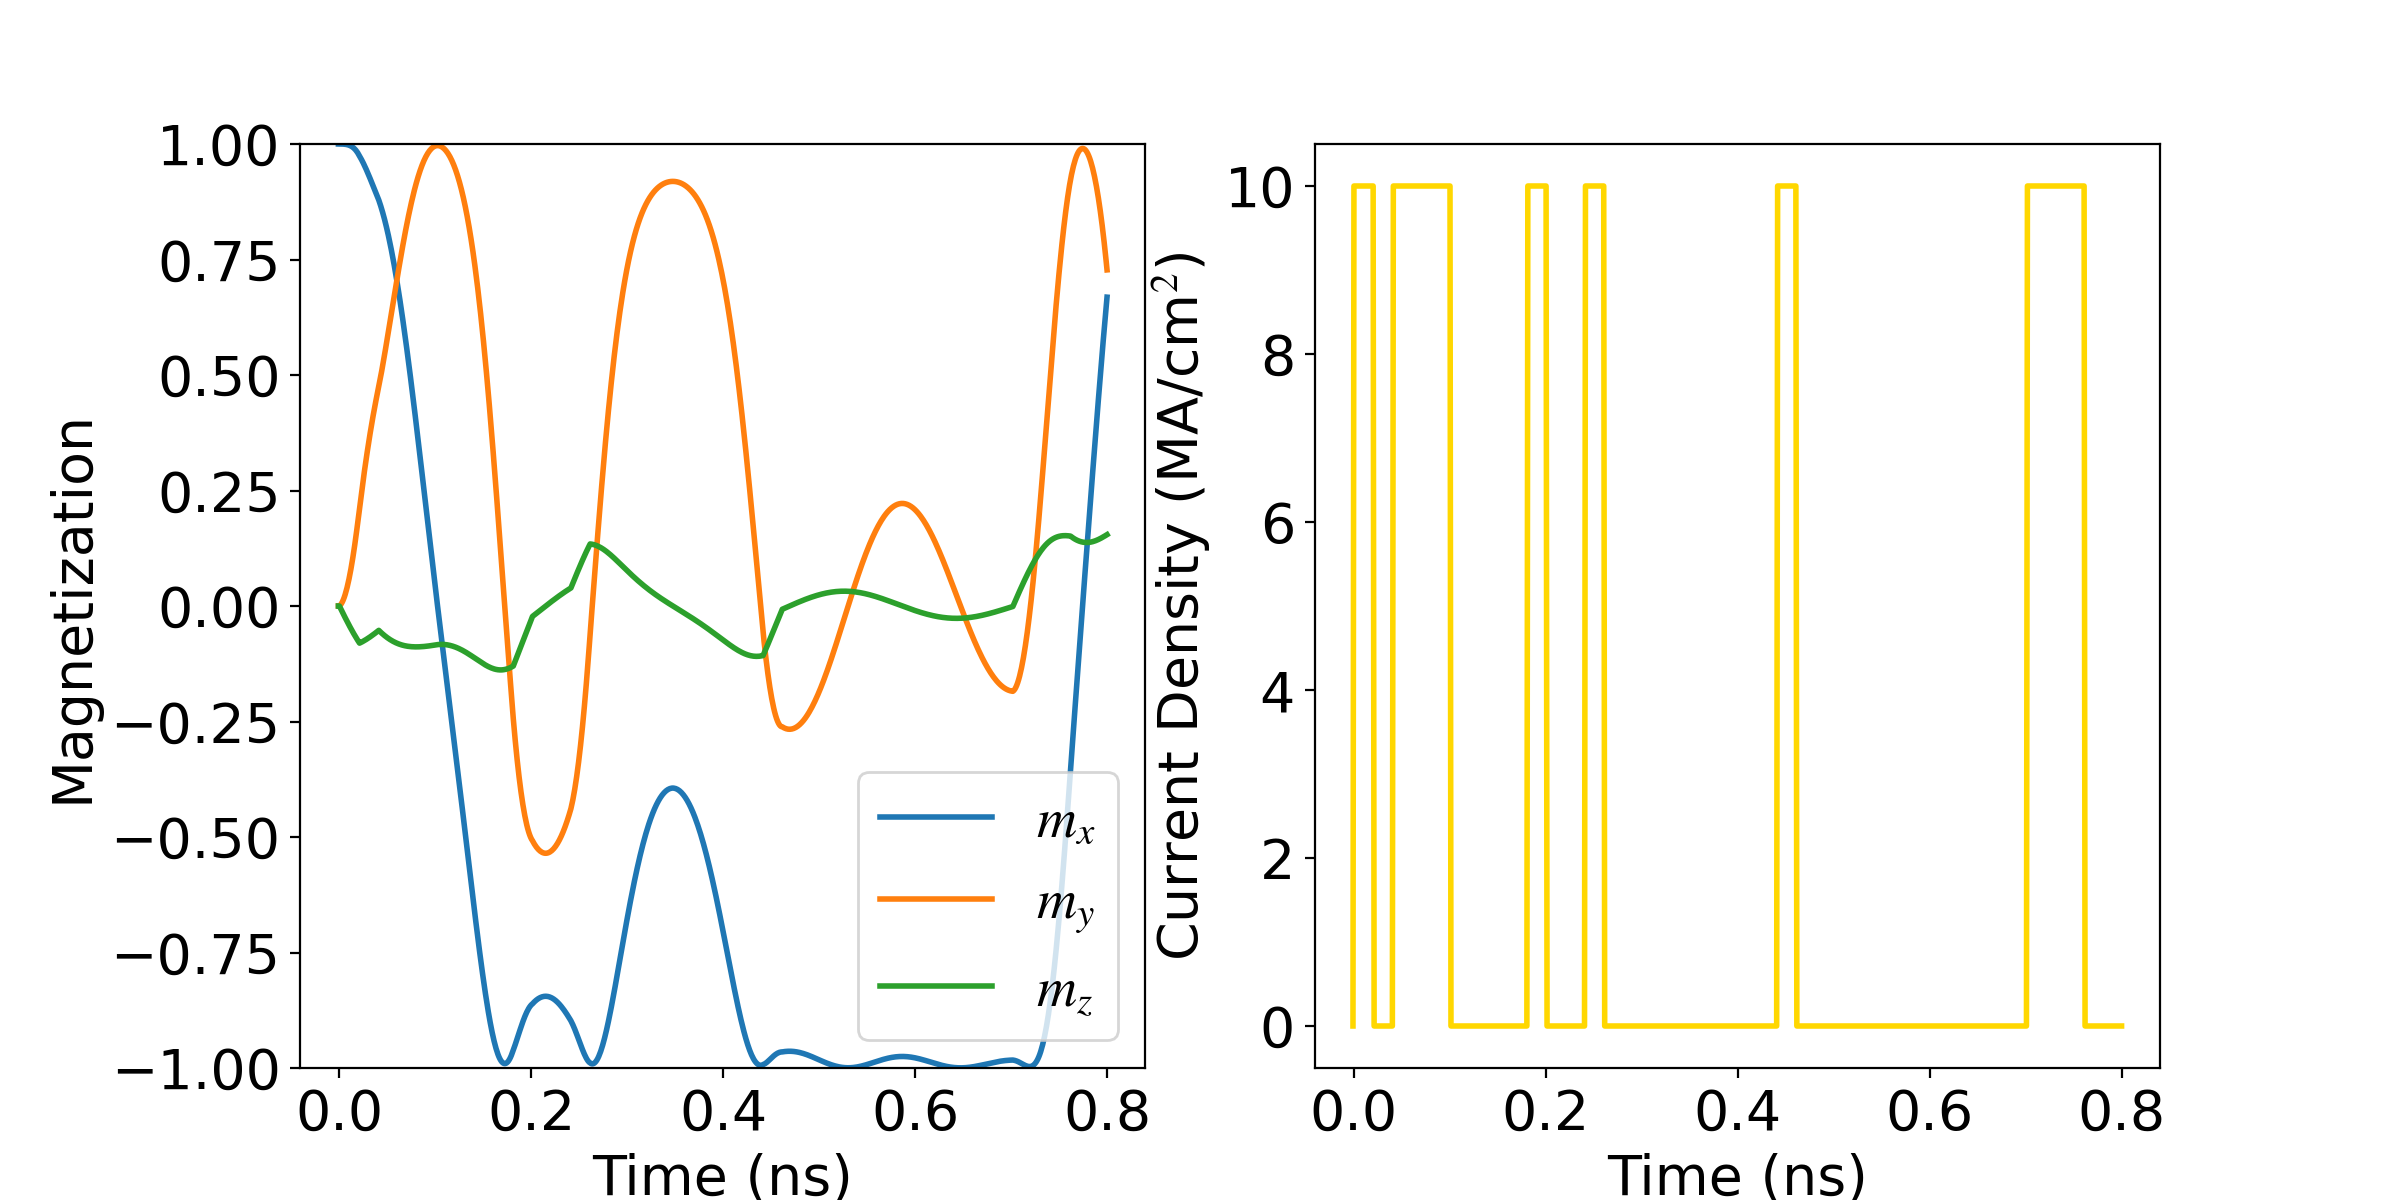 Magnetization
1.00
0.75
0.50
0.25
0.00
−0.25
−0.50
−0.75
−1.00
0.0 0.2 0.4 0.6 0.8
Time (ns)
m_x
m_y
m_z
Current Density (MA/cm²)
10
8
6
4
2
0
0.0 0.2 0.4 0.6 0.8
Time (ns)